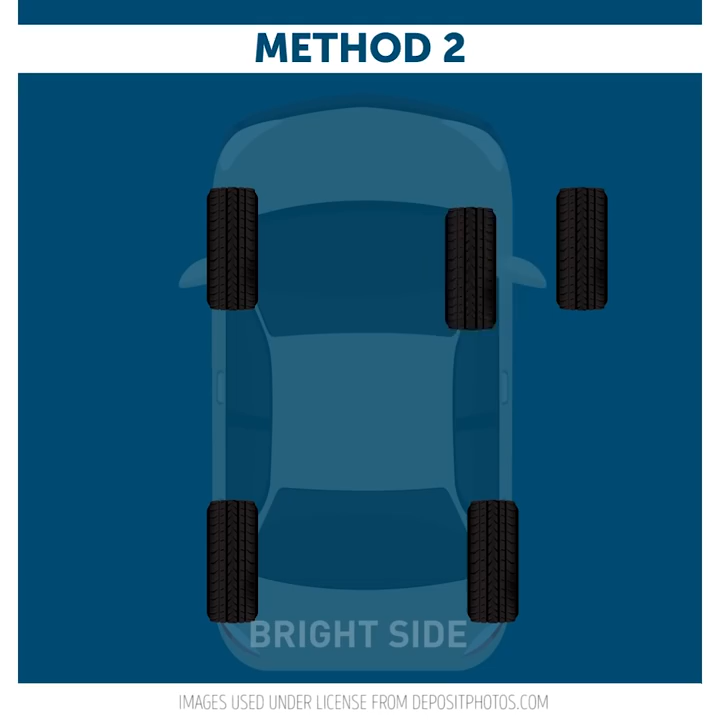 METHOD 2
BRIGHT SIDE
IMAGES USED UNDER LICENSE FROM DEPOSITPHOTOS.COM